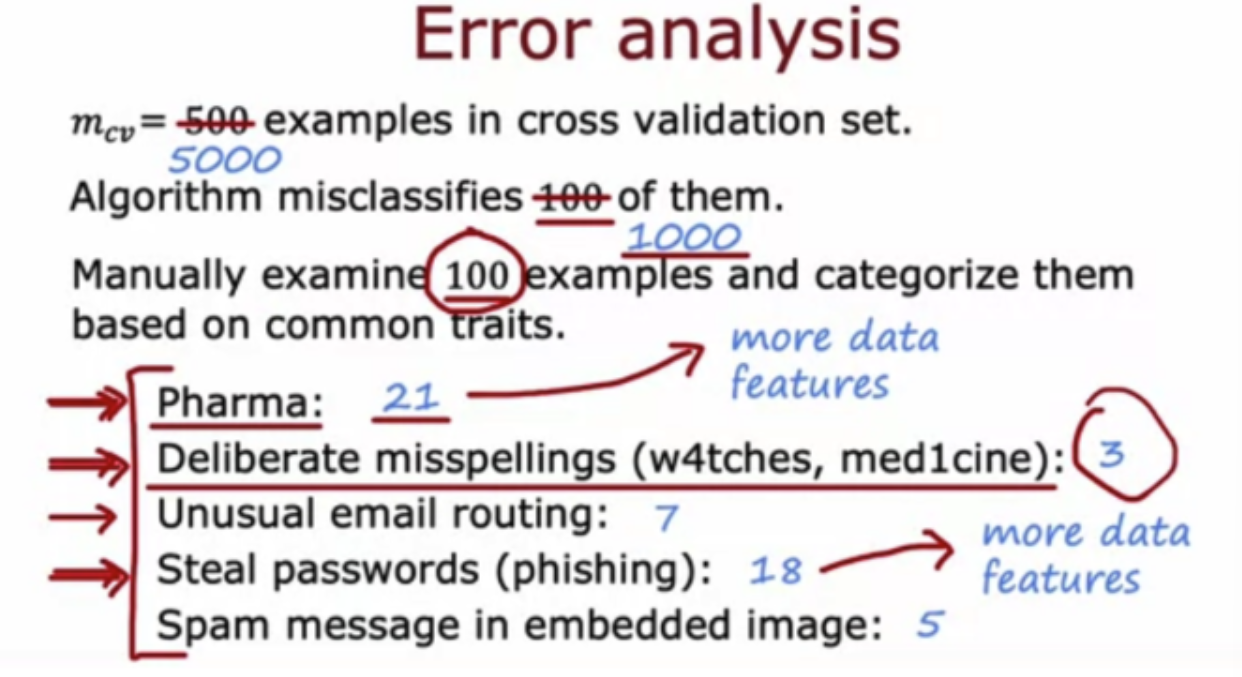 Error analysis
m_cv = 500 examples in cross validation set.
5000
Algorithm misclassifies 100 of them.
1000
Manually examine 100 examples and categorize them
based on common traits.
more data
features
Pharma: 21
Deliberate misspellings (w4tches, med1cine): 3
Unusual email routing: 7
more data
features
Steal passwords (phishing): 18
Spam message in embedded image: 5